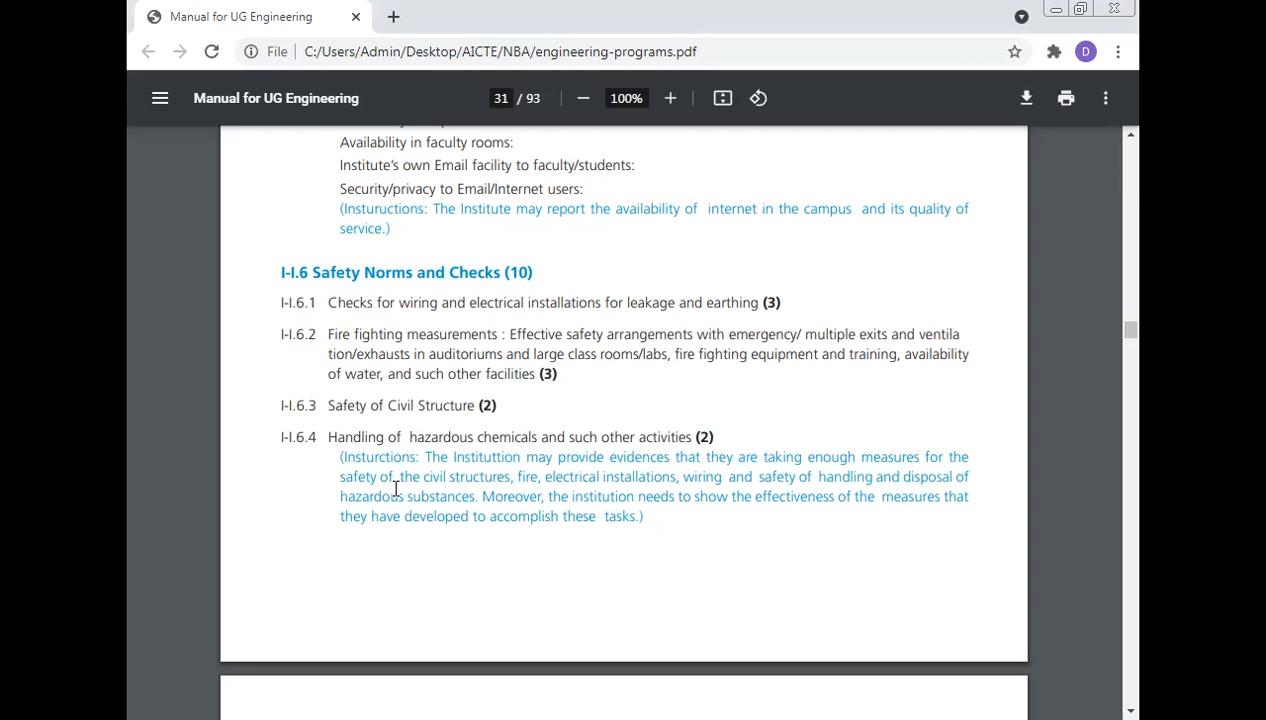 Manual for UG Engineering
File C:/Users/Admin/Desktop/AICTE/NBA/engineering-programs.pdf
D
Manual for UG Engineering
31 / 93
100%
Availability in faculty rooms:
Institute's own Email facility to faculty/students:
Security/privacy to Email/Internet users:
(Instuructions: The Institute may report the availability of internet in the campus and its quality of
service.)
I-I.6 Safety Norms and Checks (10)
I-I.6.1 Checks for wiring and electrical installations for leakage and earthing (3)
I-I.6.2 Fire fighting measurements : Effective safety arrangements with emergency/ multiple exits and ventila
tion/exhausts in auditoriums and large class rooms/labs, fire fighting equipment and training, availability
of water, and such other facilities (3)
I-I.6.3 Safety of Civil Structure (2)
I-I.6.4 Handling of hazardous chemicals and such other activities (2)
(Insturctions: The Instituttion may provide evidences that they are taking enough measures for the
safety of the civil structures, fire, electrical installations, wiring and safety of handling and disposal of
hazardous substances. Moreover, the institution needs to show the effectiveness of the measures that
they have developed to accomplish these tasks.)